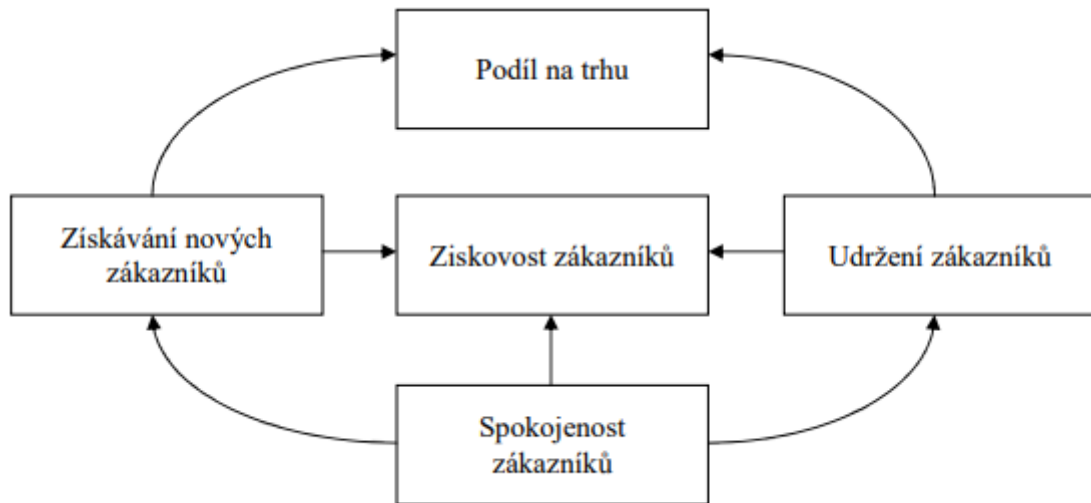 Podíl na trhu
Získávání nových
zákazníků
Ziskovost zákazníků
Udržení zákazníků
Spokojenost
zákazníků